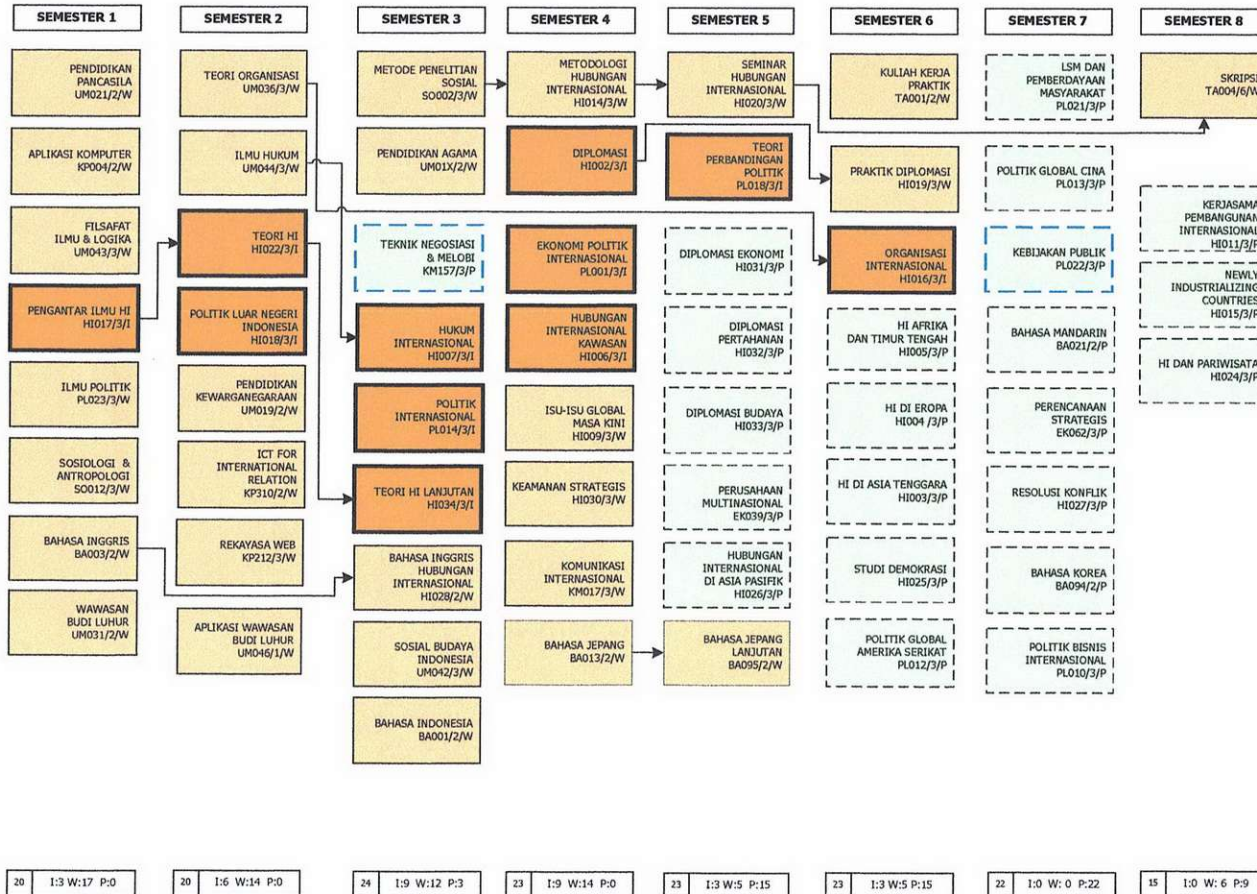 SEMESTER 1
PENDIDIKAN
PANCASILA
UM021/2/W
APLIKASI KOMPUTER
KP004/2/W
FILSAFAT
ILMU & LOGIKA
UM043/3/W
PENGANTAR ILMU HI
HI017/3/I
ILMU POLITIK
PL023/3/W
SOSIOLOGI &
ANTROPOLOGI
SO012/3/W
BAHASA INGGRIS
BA003/2/W
WAWASAN
BUDI LUHUR
UM031/2/W
20 I:3 W:17 P:0
SEMESTER 2
TEORI ORGANISASI
UM036/3/W
ILMU HUKUM
UM044/3/W
TEORI HI
HI022/3/I
POLITIK LUAR NEGERI
INDONESIA
HI018/3/I
PENDIDIKAN
KEWARGANEGARAAN
UM019/2/W
ICT FOR
INTERNATIONAL
RELATION
KP310/2/W
REKAYASA WEB
KP212/3/W
APLIKASI WAWASAN
BUDI LUHUR
UM046/1/W
20 I:6 W:14 P:0
SEMESTER 3
METODE PENELITIAN
SOSIAL
SO002/3/W
PENDIDIKAN AGAMA
UM01X/2/W
TEKNIK NEGOSIASI
& MELOBI
KM157/3/P
HUKUM
INTERNASIONAL
HI007/3/I
POLITIK
INTERNASIONAL
PL014/3/I
TEORI HI LANJUTAN
HI034/3/I
BAHASA INGGRIS
HUBUNGAN
INTERNASIONAL
HI028/2/W
SOSIAL BUDAYA
INDONESIA
UM042/3/W
BAHASA INDONESIA
BA001/2/W
24 I:9 W:12 P:3
SEMESTER 4
METODOLOGI
HUBUNGAN
INTERNASIONAL
HI014/3/W
DIPLOMASI
HI002/3/I
EKONOMI POLITIK
INTERNASIONAL
PL001/3/I
HUBUNGAN
INTERNASIONAL
KAWASAN
HI006/3/I
ISU-ISU GLOBAL
MASA KINI
HI009/3/W
KEAMANAN STRATEGIS
HI030/3/W
KOMUNIKASI
INTERNASIONAL
KM017/3/W
BAHASA JEPANG
BA013/2/W
23 I:9 W:14 P:0
SEMESTER 5
SEMINAR
HUBUNGAN
INTERNASIONAL
HI020/3/W
TEORI
PERBANDINGAN
POLITIK
PL018/3/I
DIPLOMASI EKONOMI
HI031/3/P
DIPLOMASI
PERTAHANAN
HI032/3/P
DIPLOMASI BUDAYA
HI033/3/P
PERUSAHAAN
MULTINASIONAL
EK039/3/P
HUBUNGAN
INTERNASIONAL
DI ASIA PASIFIK
HI026/3/P
BAHASA JEPANG
LANJUTAN
BA095/2/W
23 I:3 W:5 P:15
SEMESTER 6
KULIAH KERJA
PRAKTIK
TA001/2/W
PRAKTIK DIPLOMASI
HI019/3/W
ORGANISASI
INTERNASIONAL
HI016/3/I
HI AFRIKA
DAN TIMUR TENGAH
HI005/3/P
HI DI EROPA
HI004 /3/P
HI DI ASIA TENGGARA
HI003/3/P
STUDI DEMOKRASI
HI025/3/P
POLITIK GLOBAL
AMERIKA SERIKAT
PL012/3/P
23 I:3 W:5 P:15
SEMESTER 7
LSM DAN
PEMBERDAYAAN
MASYARAKAT
PL021/3/P
POLITIK GLOBAL CINA
PL013/3/P
KEBIJAKAN PUBLIK
PL022/3/P
BAHASA MANDARIN
BA021/2/P
PERENCANAAN
STRATEGIS
EK062/3/P
RESOLUSI KONFLIK
HI027/3/P
BAHASA KOREA
BA094/2/P
POLITIK BISNIS
INTERNASIONAL
PL010/3/P
22 I:0 W: 0 P:22
SEMESTER 8
SKRIPSI
TA004/6/W
KERJASAMA
PEMBANGUNAN
INTERNASIONAL
HI011/3/P
NEWLY
INDUSTRIALIZING
COUNTRIES
HI015/3/P
HI DAN PARIWISATA
HI024/3/P
15 I:0 W: 6 P:0